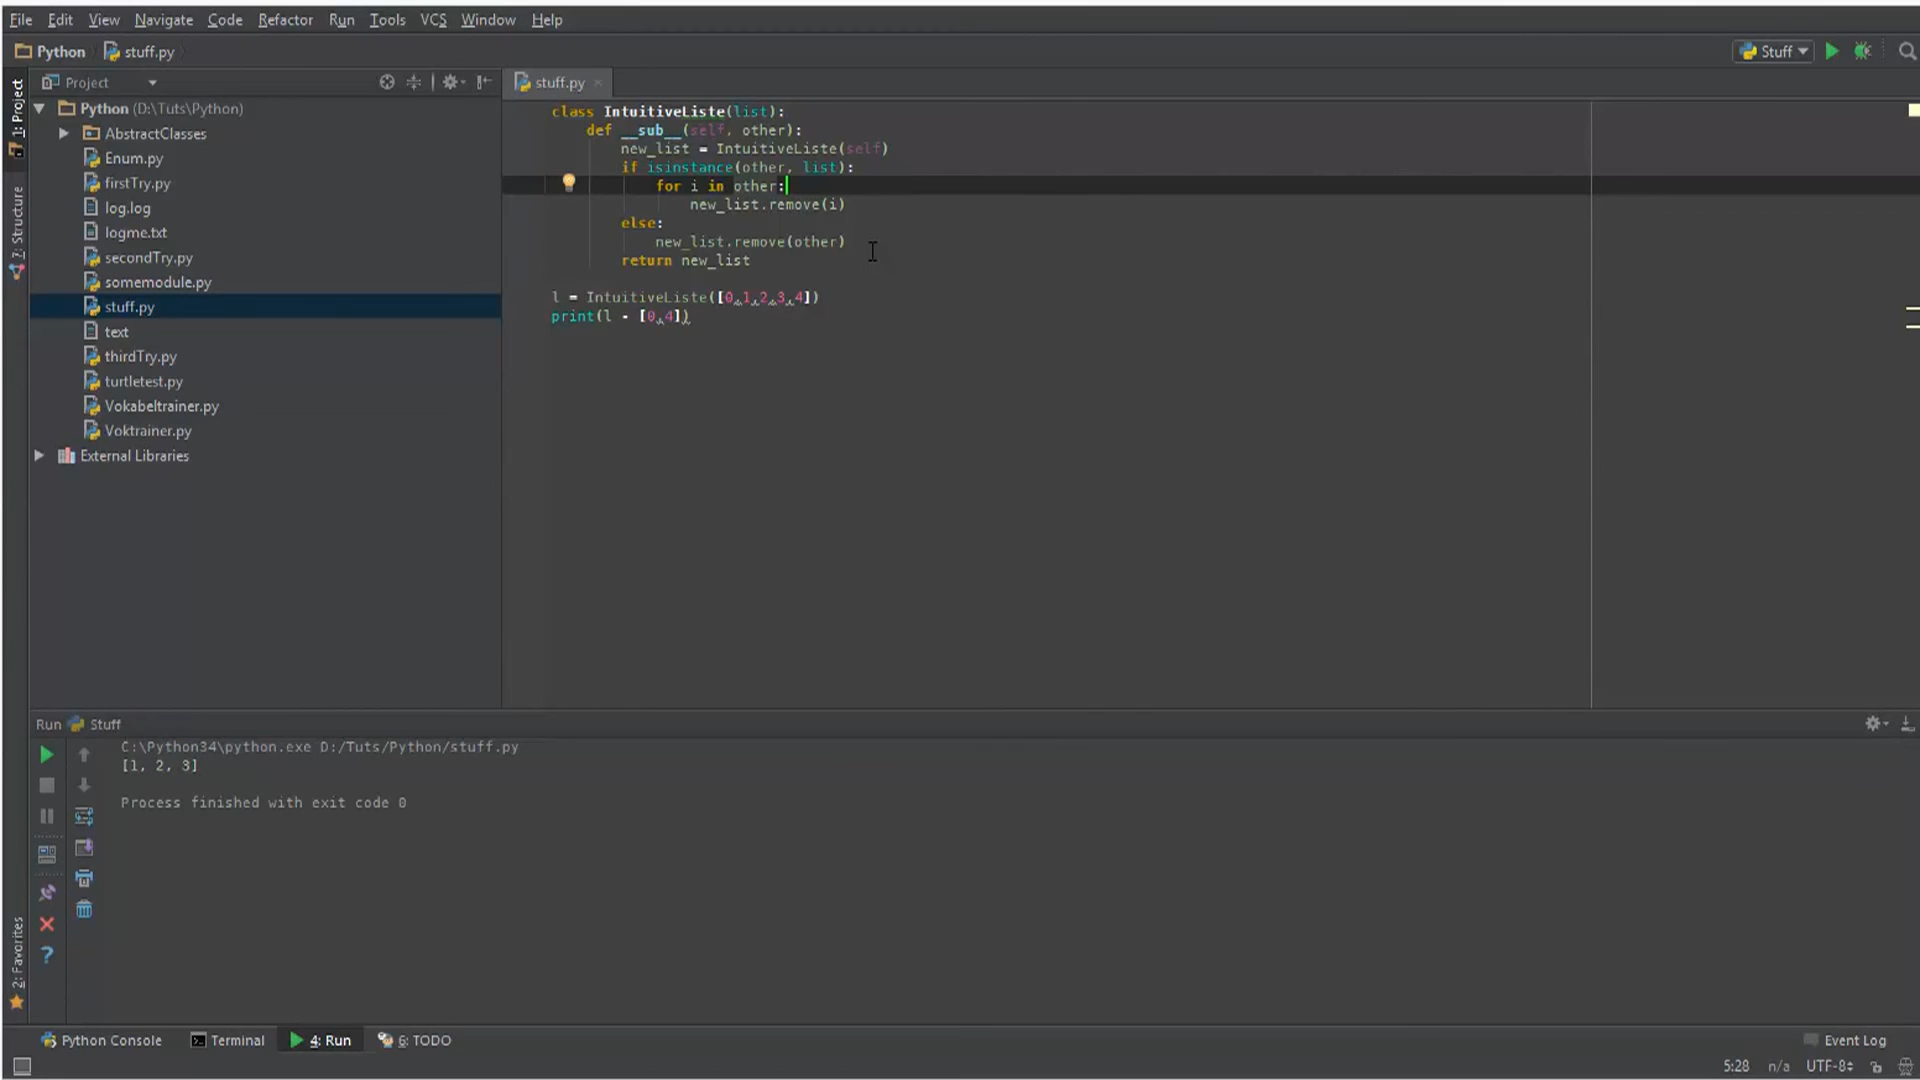 File Edit View Navigate Code Refactor Run Tools VCS Window Help
Python stuff.py
Stuff
1: Project
7: Structure
2: Favorites
Project
Python (D:\Tuts\Python)
AbstractClasses
Enum.py
firstTry.py
log.log
logme.txt
secondTry.py
somemodule.py
stuff.py
text
thirdTry.py
turtletest.py
Vokabeltrainer.py
Voktrainer.py
External Libraries
stuff.py
class IntuitiveListe(list):
def __sub__(self, other):
new_list = IntuitiveListe(self)
if isinstance(other, list):
for i in other:
new_list.remove(i)
else:
new_list.remove(other)
return new_list
l = IntuitiveListe([0,1,2,3,4])
print(l - [0,4])
Run Stuff
C:\Python34\python.exe D:/Tuts/Python/stuff.py
[1, 2, 3]
Process finished with exit code 0
Python Console Terminal 4: Run 6: TODO Event Log
5:28 n/a UTF-8